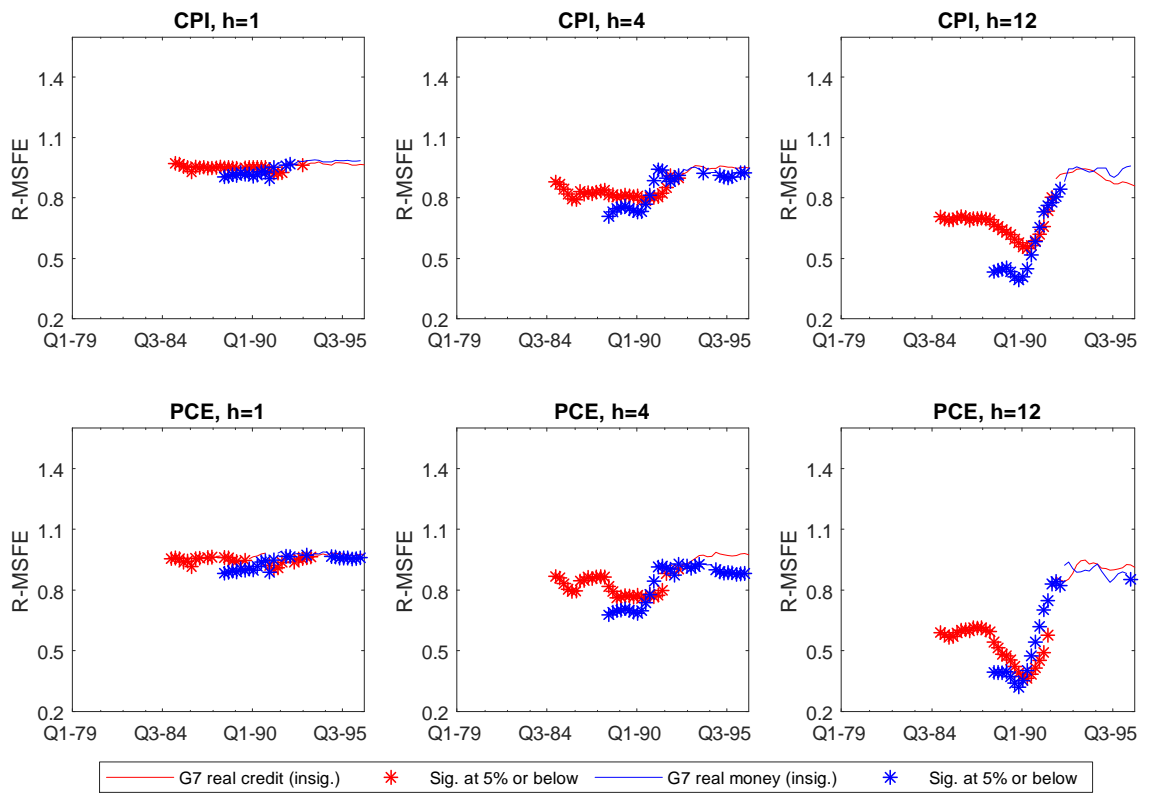 CPI, h=1
CPI, h=4
CPI, h=12
R-MSFE
1.4
1.1
0.8
0.5
0.2
Q1-79
Q3-84
Q1-90
Q3-95
R-MSFE
1.4
1.1
0.8
0.5
0.2
Q1-79
Q3-84
Q1-90
Q3-95
R-MSFE
1.4
1.1
0.8
0.5
0.2
Q1-79
Q3-84
Q1-90
Q3-95
PCE, h=1
PCE, h=4
PCE, h=12
R-MSFE
1.4
1.1
0.8
0.5
0.2
Q1-79
Q3-84
Q1-90
Q3-95
R-MSFE
1.4
1.1
0.8
0.5
0.2
Q1-79
Q3-84
Q1-90
Q3-95
R-MSFE
1.4
1.1
0.8
0.5
0.2
Q1-79
Q3-84
Q1-90
Q3-95
G7 real credit (insig.) Sig. at 5% or below G7 real money (insig.) Sig. at 5% or below